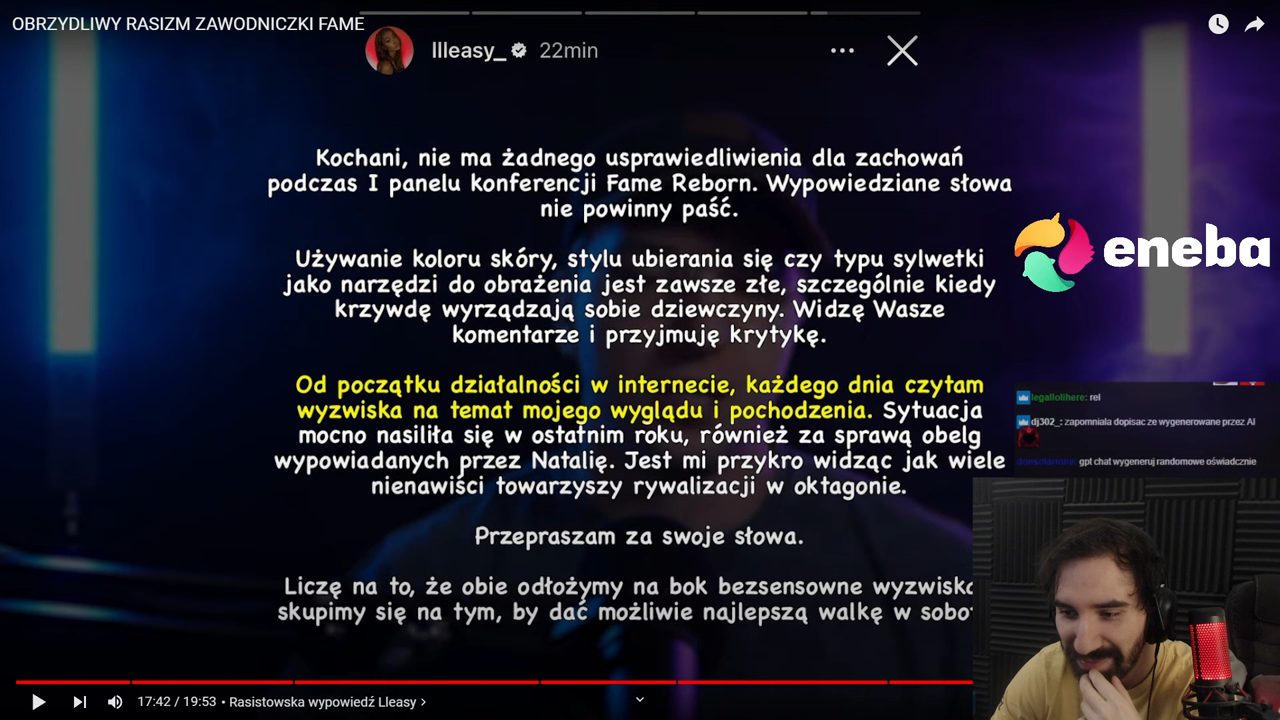 OBRZYDLIWY RASIZM ZAWODNICZKI FAME
llleasy_ 22min
Kochani, nie ma żadnego usprawiedliwienia dla zachowań
podczas I panelu konferencji Fame Reborn. Wypowiedziane słowa
nie powinny paść.
Używanie koloru skóry, stylu ubierania się czy typu sylwetki
jako narzędzi do obrażenia jest zawsze złe, szczególnie kiedy
krzywdę wyrządzają sobie dziewczyny. Widzę Wasze
komentarze i przyjmuję krytykę.
Od początku działalności w internecie, każdego dnia czytam
wyzwiska na temat mojego wyglądu i pochodzenia. Sytuacja
mocno nasiliła się w ostatnim roku, również za sprawą obelg
wypowiadanych przez Natalię. Jest mi przykro widząc jak wiele
nienawiści towarzyszy rywalizacji w oktagonie.
Przepraszam za swoje słowa.
Liczę na to, że obie odłożymy na bok bezsensowne wyzwiska
skupimy się na tym, by dać możliwie najlepszą walkę w sobo
eneba
legallolihere: rel
dj302_: zapomniala dopisac ze wygenerowane przez AI
gpt chat wygeneruj randomowe oświadcznie
17:42 / 19:53 • Rasistowska wypowiedź Lleasy